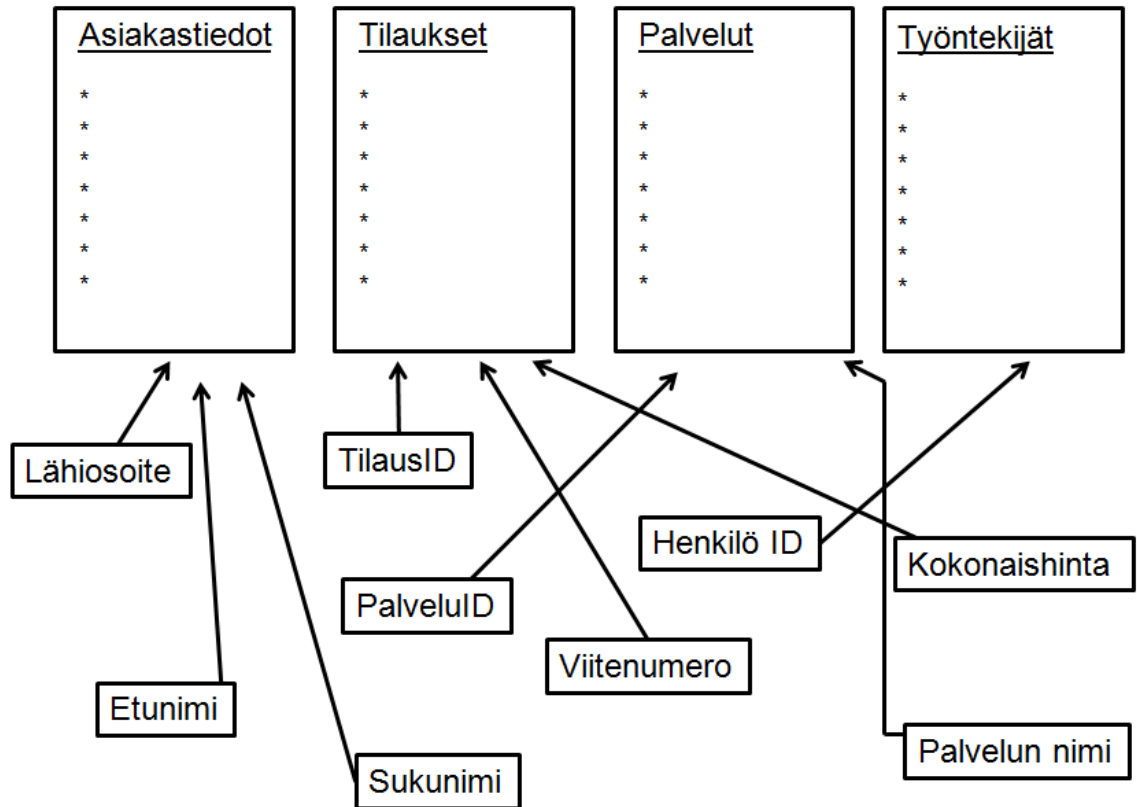 Asiakastiedot
*
*
*
*
*
*
*
Tilaukset
*
*
*
*
*
*
*
Palvelut
*
*
*
*
*
*
*
Työntekijät
*
*
*
*
*
*
*
Lähiosoite
TilausID
Henkilö ID
Kokonaishinta
PalveluID
Viitenumero
Etunimi
Palvelun nimi
Sukunimi